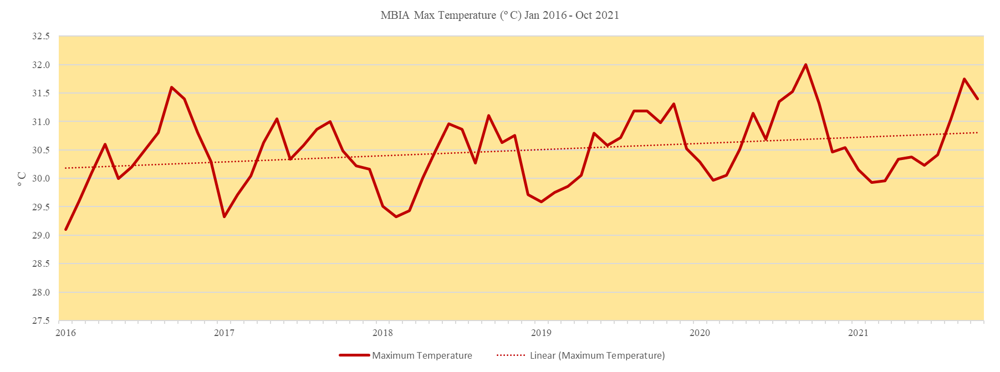 MBIA Max Temperature (° C) Jan 2016 - Oct 2021
32.5
32.0
31.5
31.0
30.5
30.0
29.5
29.0
28.5
28.0
27.5
° C
2016 2017 2018 2019 2020 2021
Maximum Temperature Linear (Maximum Temperature)